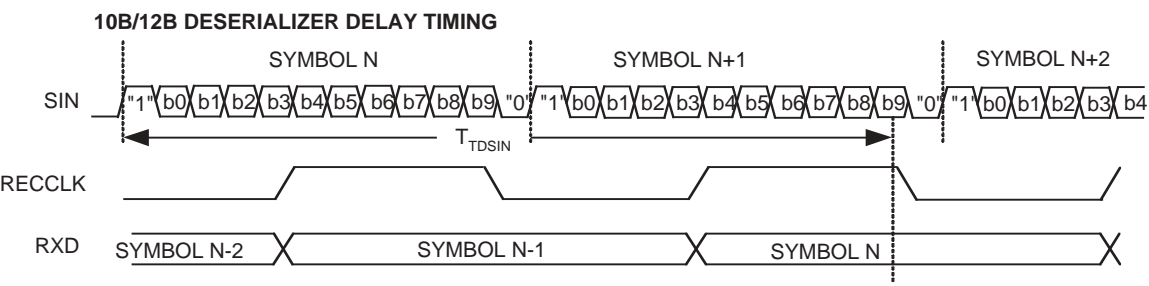 10B/12B DESERIALIZER DELAY TIMING
SYMBOL N SYMBOL N+1 SYMBOL N+2
SIN "1" b0 b1 b2 b3 b4 b5 b6 b7 b8 b9 "0" "1" b0 b1 b2 b3 b4 b5 b6 b7 b8 b9 "0" "1" b0 b1 b2 b3 b4
TTDSIN
RECCLK
RXD SYMBOL N-2 SYMBOL N-1 SYMBOL N